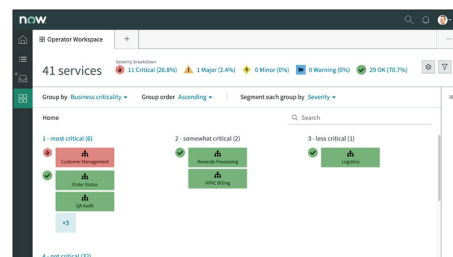 now.
Operator Workspace +
Severity Breakdown
41 services 11 Critical (26.8%) 1 Major (2.4%) 0 Minor (0%) 0 Warning (0%) 29 OK (70.7%)
Group by Business criticality Group order Ascending Segment each group by Severity
Home Search
1 - most critical (6) 2 - somewhat critical (2) 3 - less critical (1)
Customer Management Rewards Processing Logistics
Order Status APAC Billing
QA Audit
+3
4 - not critical (32)